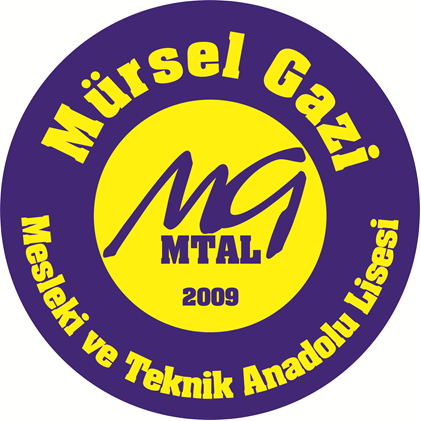 Mürsel Gazi
MG
MTAL
2009
Mesleki ve Teknik Anadolu Lisesi